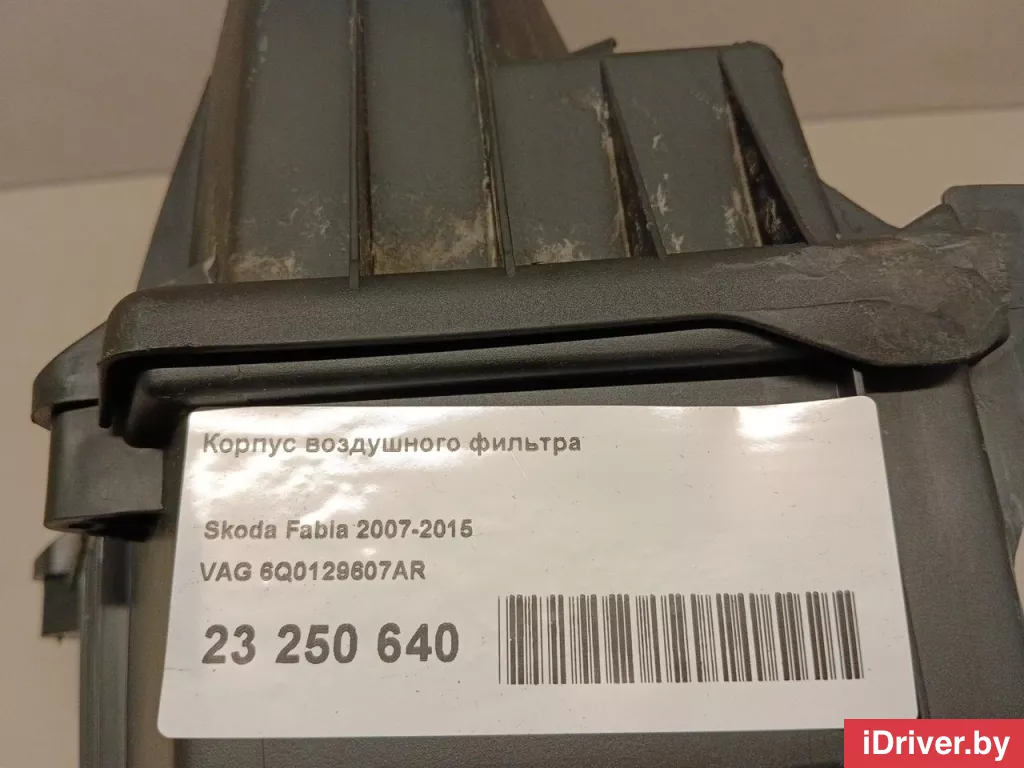 Корпус воздушного фильтра
Skoda Fabia 2007-2015
VAG 6Q0129607AR
23 250 640
iDriver.by